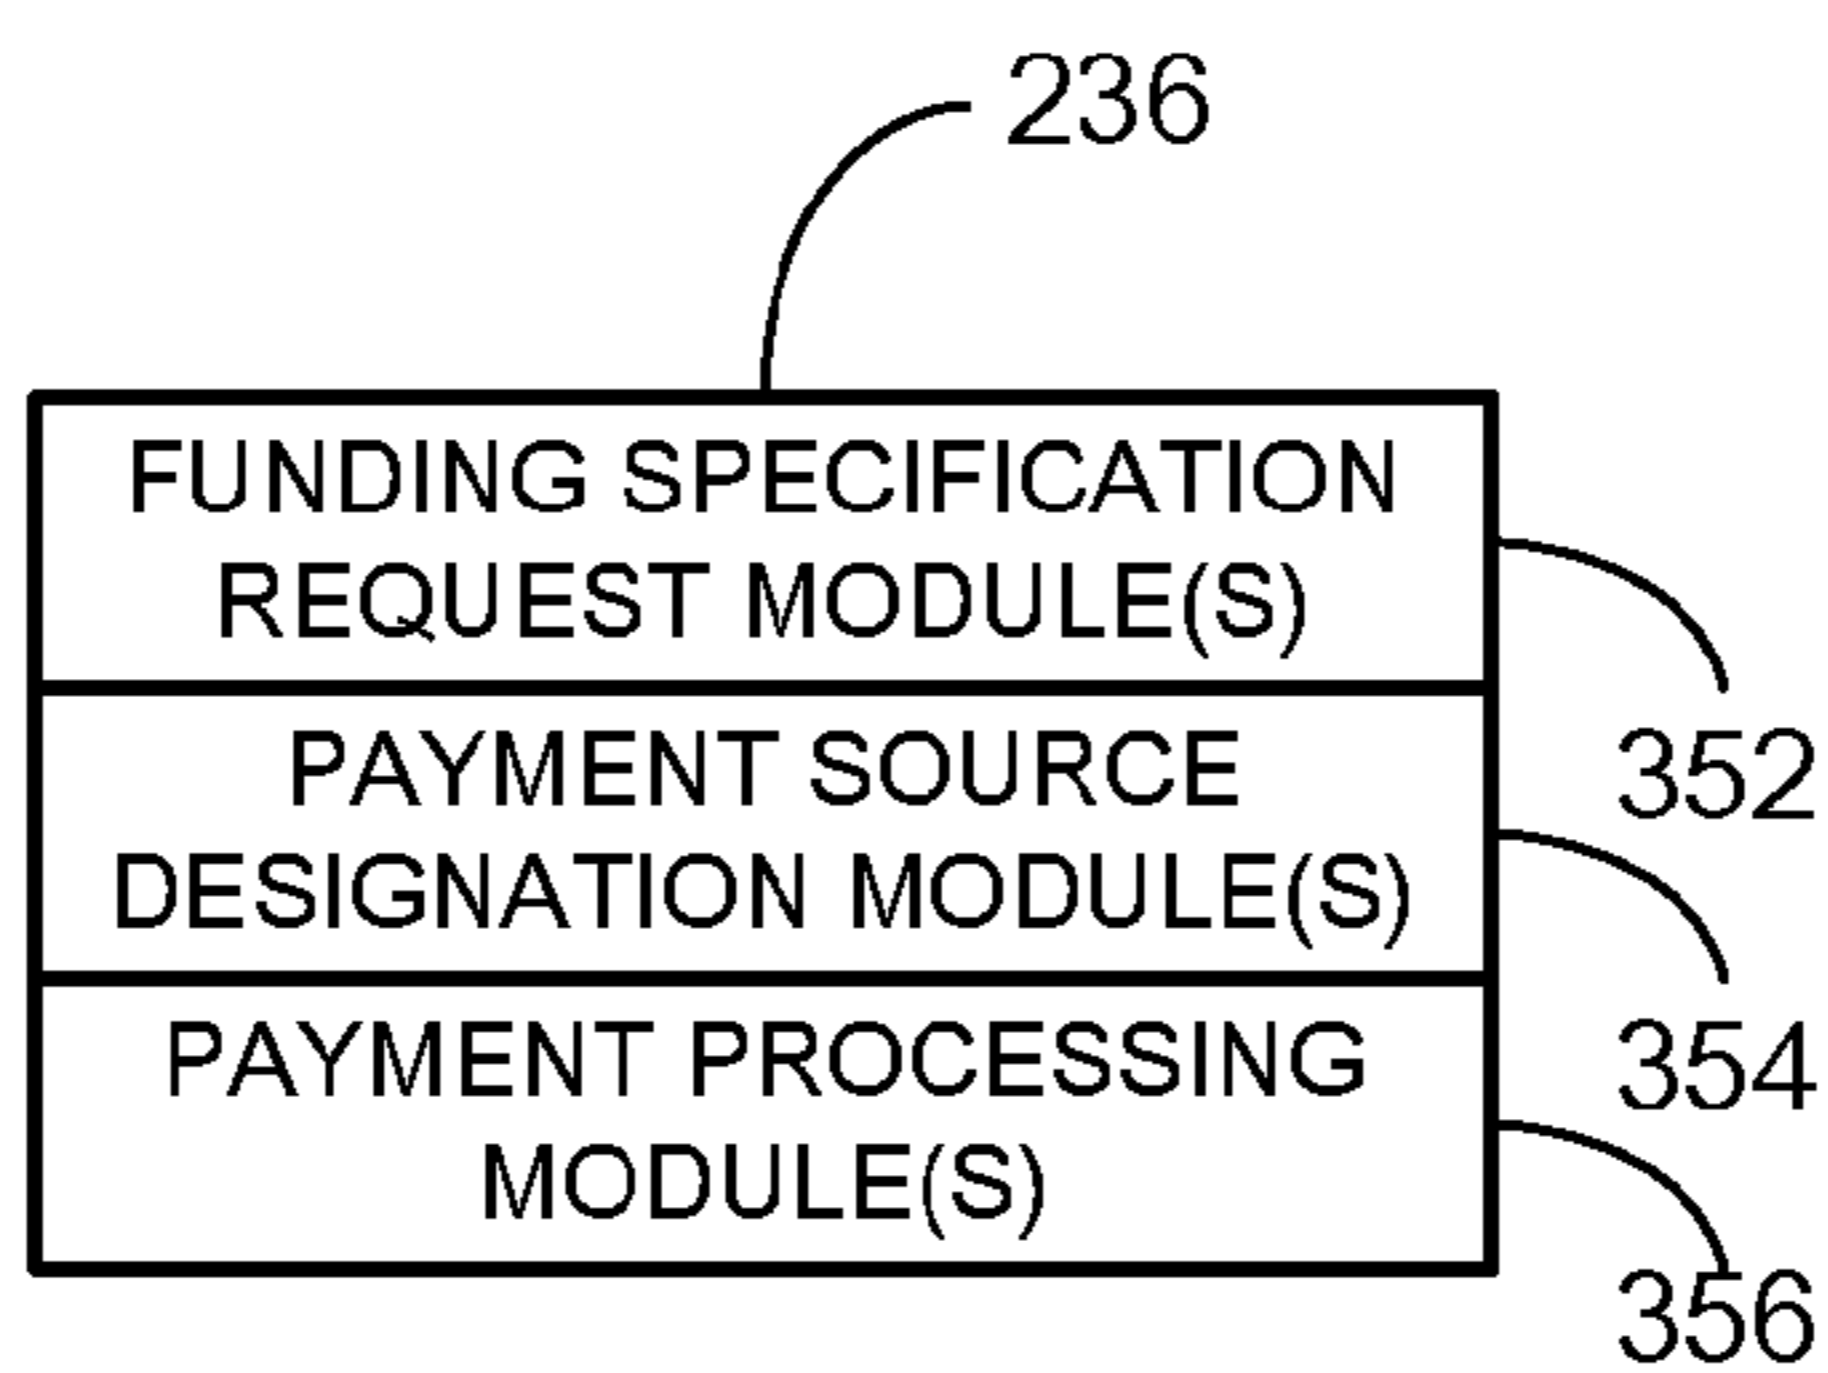 236
FUNDING SPECIFICATION
REQUEST MODULE(S)
352
PAYMENT SOURCE
DESIGNATION MODULE(S)
354
PAYMENT PROCESSING
MODULE(S)
356